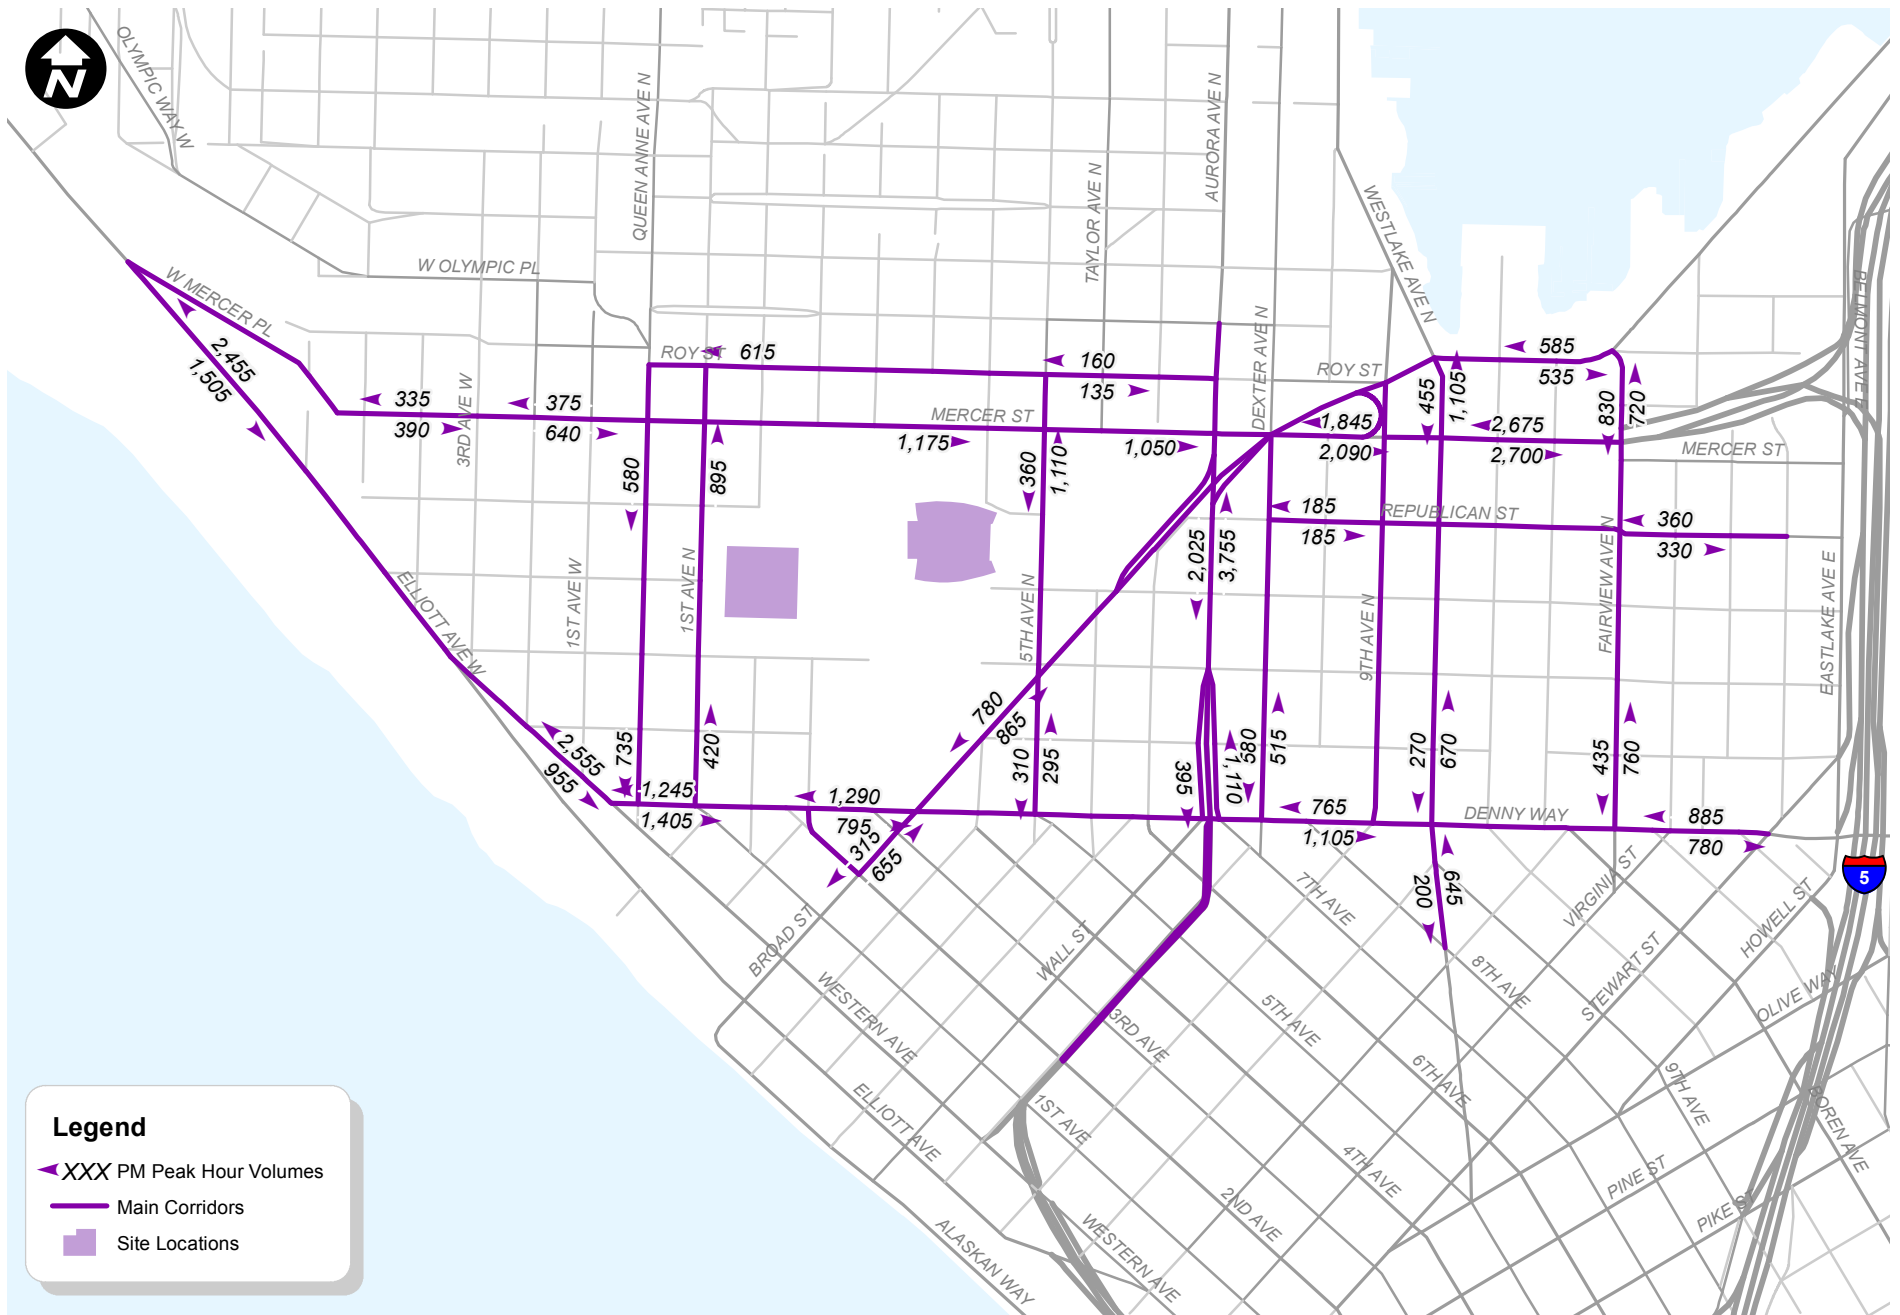 N
OLYMPIC WAY W
QUEEN ANNE AVE N
AURORA AVE N
TAYLOR AVE N
WESTLAKE AVE N
W OLYMPIC PL
W MERCER PL
DEXTER AVE N
BELMONT AVE E
2,455
1,505
ROY ST
615
160
135
ROY ST
585
535
455
1,105
830
720
335
390
3RD AVE W
375
640
MERCER ST
1,175
1,050
1,845
2,090
2,675
2,700
MERCER ST
580
895
360
1,110
185
185
REPUBLICAN ST
360
330
2,025
3,755
ELLIOTT AVE W
1ST AVE W
1ST AVE N
5TH AVE N
9TH AVE N
FAIRVIEW AVE N
EASTLAKE AVE E
780
865
2,555
955
735
420
310
295
395
1,110
580
515
270
670
435
760
1,245
1,405
1,290
795
315
655
765
1,105
DENNY WAY
885
780
5
200
645
7TH AVE
VIRGINIA ST
HOWELL ST
BROAD ST
WALL ST
WESTERN AVE
3RD AVE
5TH AVE
8TH AVE
STEWART ST
OLIVE WAY
6TH AVE
9TH AVE
BOREN AVE
ELLIOTT AVE
1ST AVE
4TH AVE
2ND AVE
PINE ST
PIKE ST
ALASKAN WAY
WESTERN AVE
Legend
XXX PM Peak Hour Volumes
Main Corridors
Site Locations